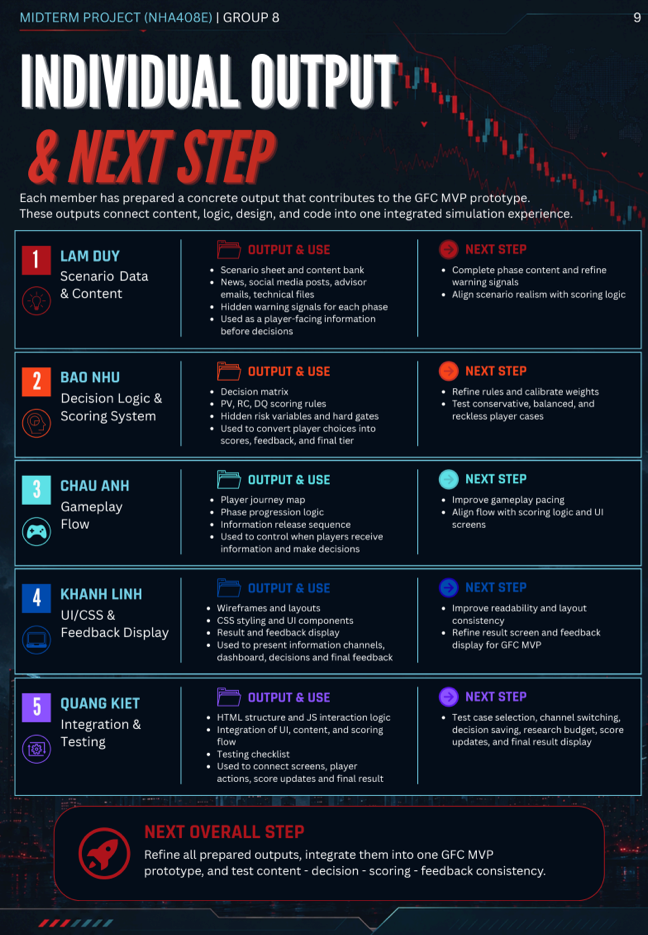 MIDTERM PROJECT (NHA408E) | GROUP 8
9
INDIVIDUAL OUTPUT
& NEXT STEP
Each member has prepared a concrete output that contributes to the GFC MVP prototype.
These outputs connect content, logic, design, and code into one integrated simulation experience.
1
LAM DUY
Scenario Data
& Content
OUTPUT & USE
• Scenario sheet and content bank
• News, social media posts, advisor
emails, technical files
• Hidden warning signals for each phase
• Used as a player-facing information
before decisions
NEXT STEP
• Complete phase content and refine
warning signals
• Align scenario realism with scoring logic
2
BAO NHU
Decision Logic &
Scoring System
OUTPUT & USE
• Decision matrix
• PV, RC, DQ scoring rules
• Hidden risk variables and hard gates
• Used to convert player choices into
scores, feedback, and final tier
NEXT STEP
• Refine rules and calibrate weights
• Test conservative, balanced, and
reckless player cases
3
CHAU ANH
Gameplay
Flow
OUTPUT & USE
• Player journey map
• Phase progression logic
• Information release sequence
• Used to control when players receive
information and make decisions
NEXT STEP
• Improve gameplay pacing
• Align flow with scoring logic and UI
screens
4
KHANH LINH
UI/CSS &
Feedback Display
OUTPUT & USE
• Wireframes and layouts
• CSS styling and UI components
• Result and feedback display
• Used to present information channels,
dashboard, decisions and final feedback
NEXT STEP
• Improve readability and layout
consistency
• Refine result screen and feedback
display for GFC MVP
5
QUANG KIET
Integration &
Testing
OUTPUT & USE
• HTML structure and JS interaction logic
• Integration of UI, content, and scoring
flow
• Testing checklist
• Used to connect screens, player
actions, score updates and final result
NEXT STEP
• Test case selection, channel switching,
decision saving, research budget, score
updates, and final result display
NEXT OVERALL STEP
Refine all prepared outputs, integrate them into one GFC MVP
prototype, and test content - decision - scoring - feedback consistency.